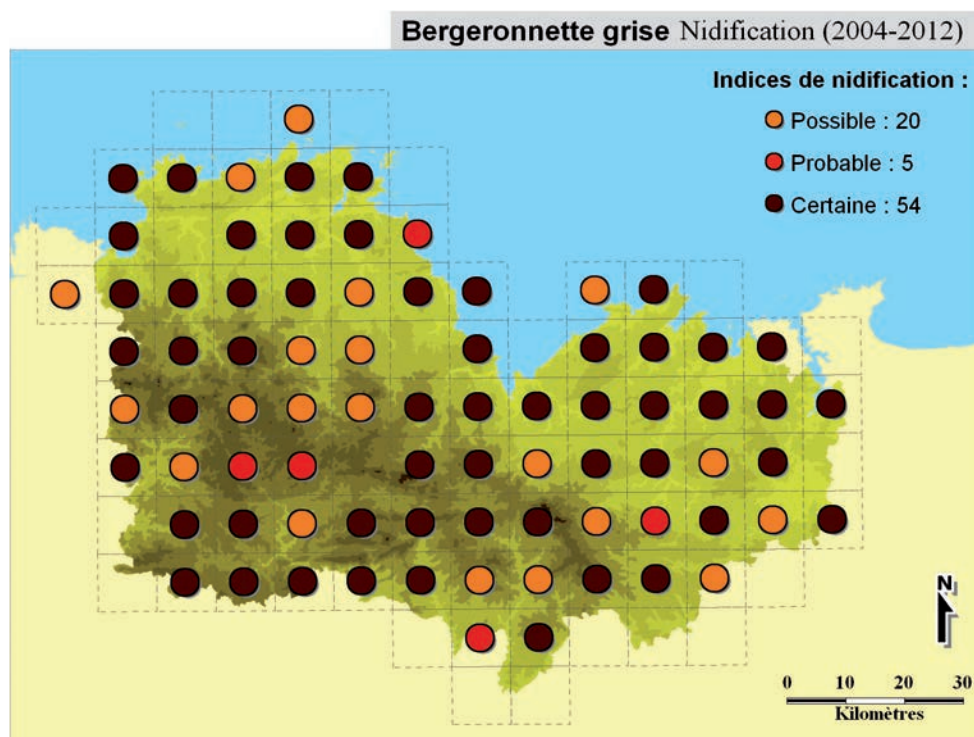 Bergeronnette grise Nidification (2004-2012)
Indices de nidification :
Possible : 20
Probable : 5
Certaine : 54
N
0 10 20 30
Kilomètres